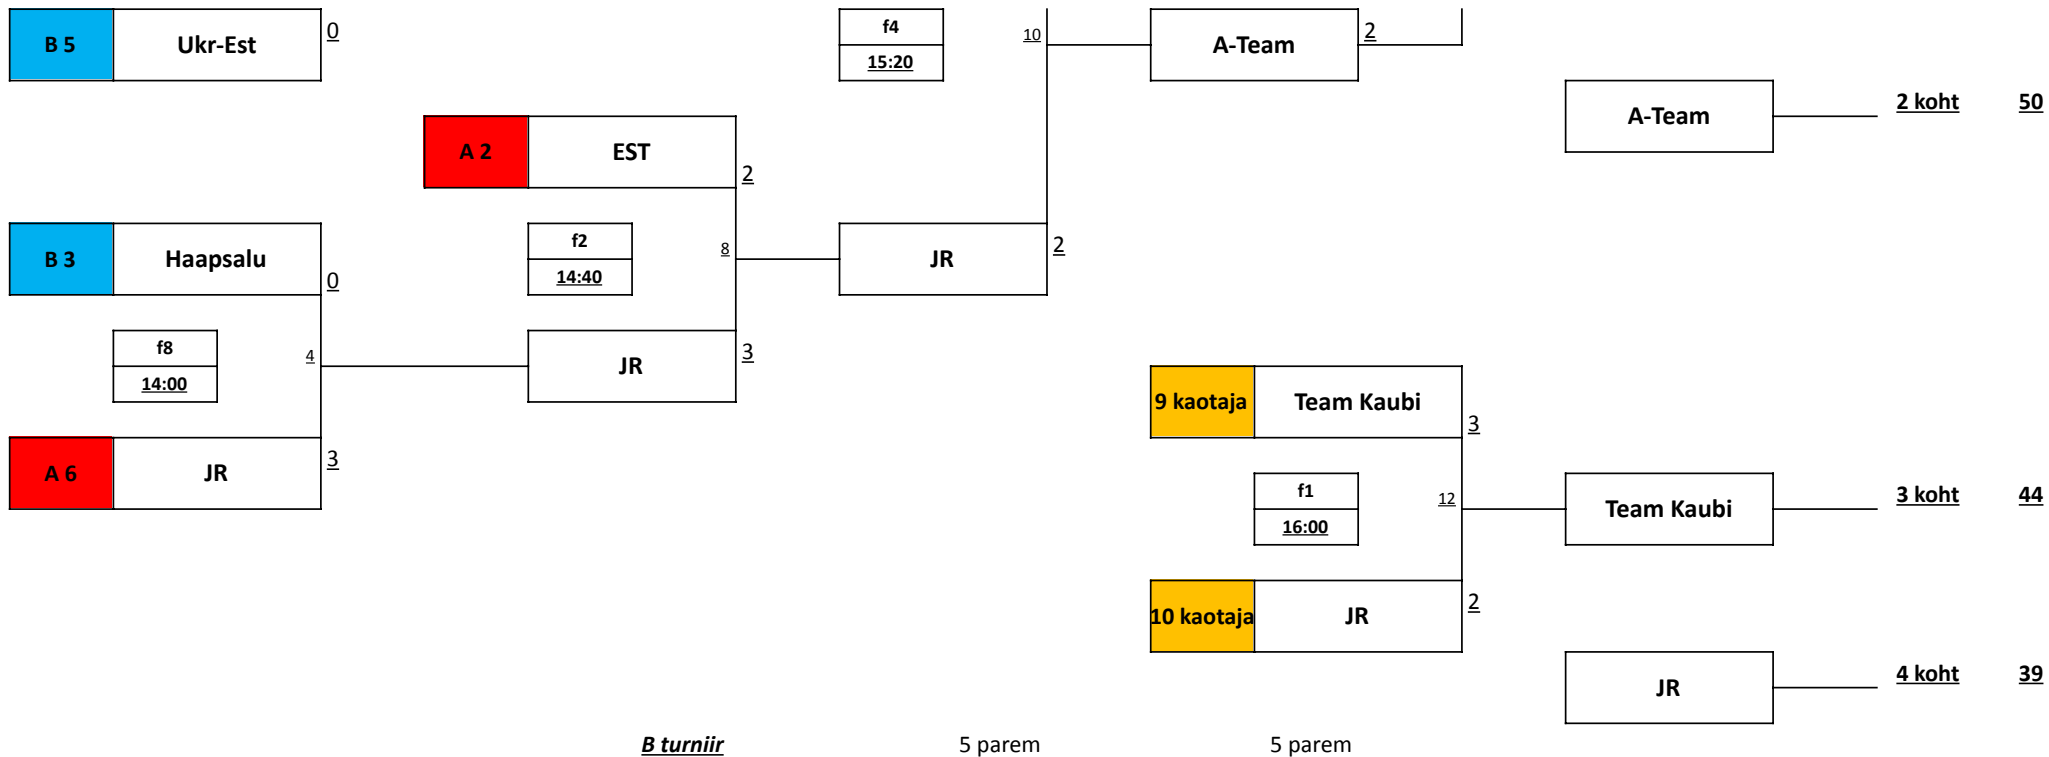 B 5 Ukr-Est 0
f4 10 A-Team 2
15:20
A-Team 2 koht 50
A 2 EST 2
B 3 Haapsalu 0
f2 8 JR 2
14:40
f8 4 JR 3
14:00
9 kaotaja Team Kaubi 3
A 6 JR 3
f1 12 Team Kaubi 3 koht 44
16:00
10 kaotaja JR 2
JR 4 koht 39
B turniir 5 parem 5 parem